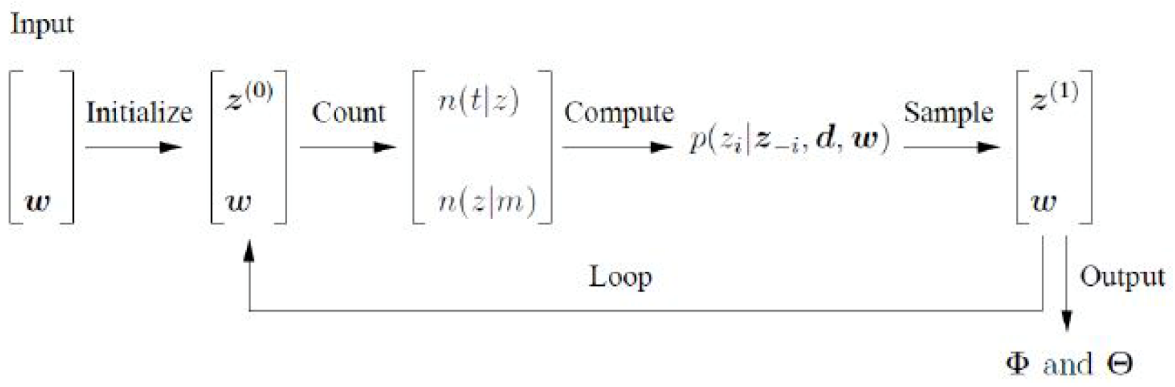 Input
w
Initialize
z(0)
w
Count
n(t|z)
n(z|m)
Compute
p(zi|z−i, d, w)
Sample
z(1)
w
Loop
Output
Φ and Θ